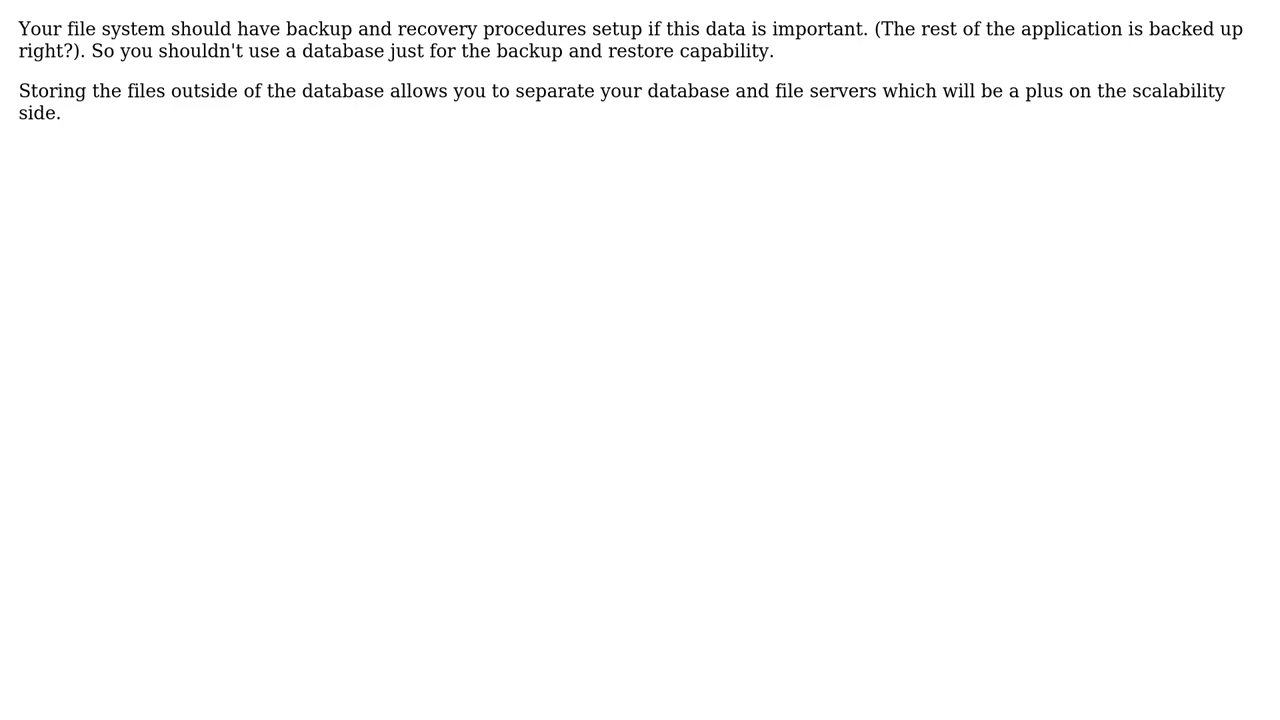 Your file system should have backup and recovery procedures setup if this data is important. (The rest of the application is backed up
right?). So you shouldn't use a database just for the backup and restore capability.
Storing the files outside of the database allows you to separate your database and file servers which will be a plus on the scalability
side.